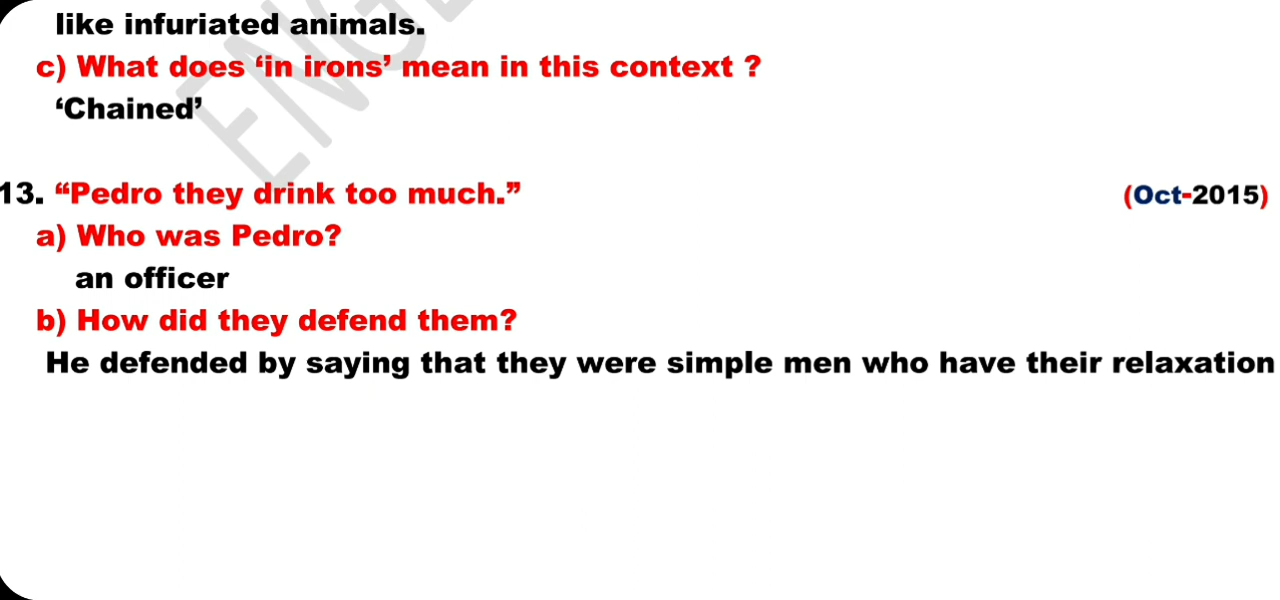 like infuriated animals.
c) What does ‘in irons’ mean in this context ?
‘Chained’
13. “Pedro they drink too much.” (Oct-2015)
a) Who was Pedro?
an officer
b) How did they defend them?
He defended by saying that they were simple men who have their relaxation